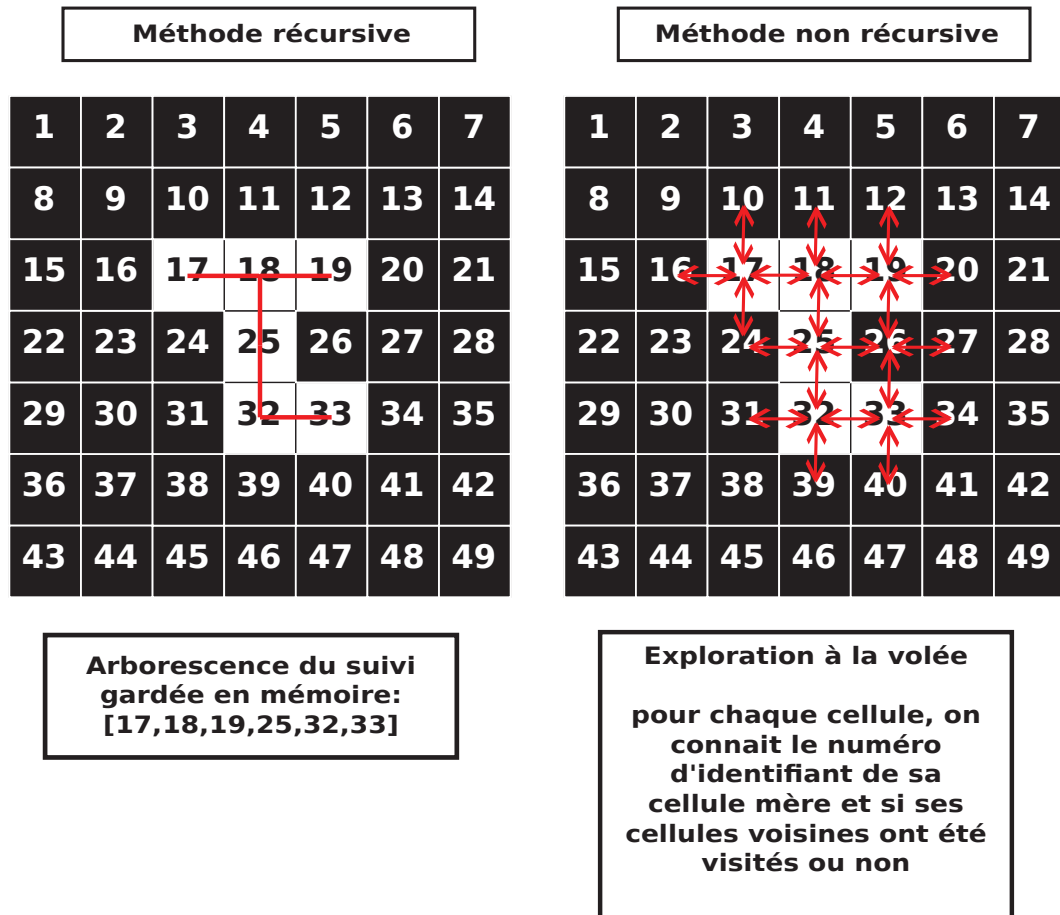 Méthode récursive
1 2 3 4 5 6 7
8 9 10 11 12 13 14
15 16 17 18 19 20 21
22 23 24 25 26 27 28
29 30 31 32 33 34 35
36 37 38 39 40 41 42
43 44 45 46 47 48 49
Arborescence du suivi
gardée en mémoire:
[17,18,19,25,32,33]
Méthode non récursive
1 2 3 4 5 6 7
8 9 10 11 12 13 14
15 16 17 18 19 20 21
22 23 24 25 26 27 28
29 30 31 32 33 34 35
36 37 38 39 40 41 42
43 44 45 46 47 48 49
Exploration à la volée
pour chaque cellule, on
connait le numéro
d'identifiant de sa
cellule mère et si ses
cellules voisines ont été
visités ou non